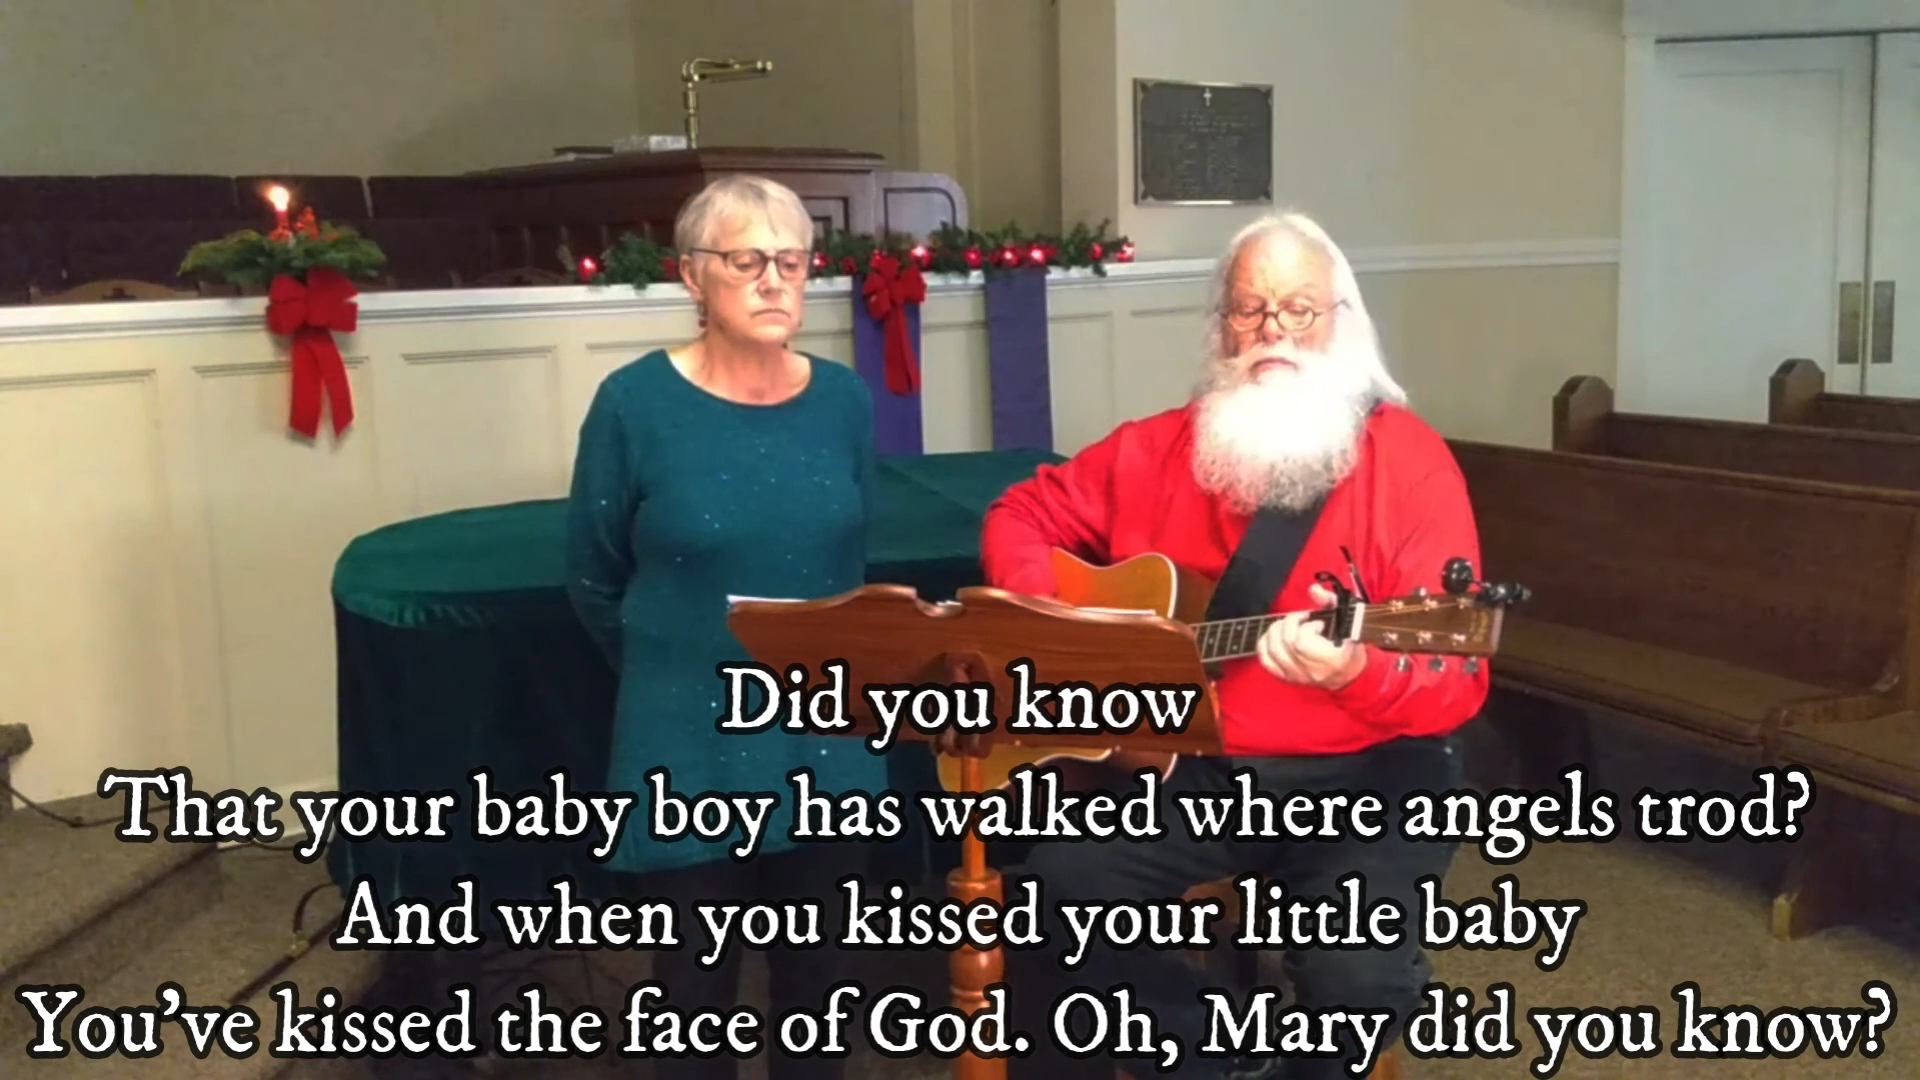 Did you know
That your baby boy has walked where angels trod?
And when you kissed your little baby
You've kissed the face of God. Oh, Mary did you know?